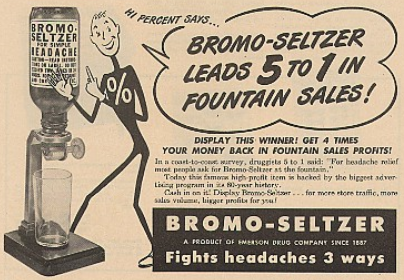 BROMO-
SELTZER
FOR SIMPLE
HEADACHE
HI PERCENT SAYS...
BROMO-SELTZER
LEADS 5 TO 1 IN
FOUNTAIN SALES!
%
DISPLAY THIS WINNER! GET 4 TIMES
YOUR MONEY BACK IN FOUNTAIN SALES PROFITS!
In a coast-to-coast survey, druggists 5 to 1 said: "For headache relief
most people ask for Bromo-Seltzer at the fountain."
"Today this famous high-profit item is backed by the biggest adver-
tising program in its 60-year history.
Cash in on it! Display Bromo-Seltzer... for more store traffic, more
sales volume, bigger profits for you!
BROMO-SELTZER
A PRODUCT OF EMERSON DRUG COMPANY SINCE 1887
Fights headaches 3 ways